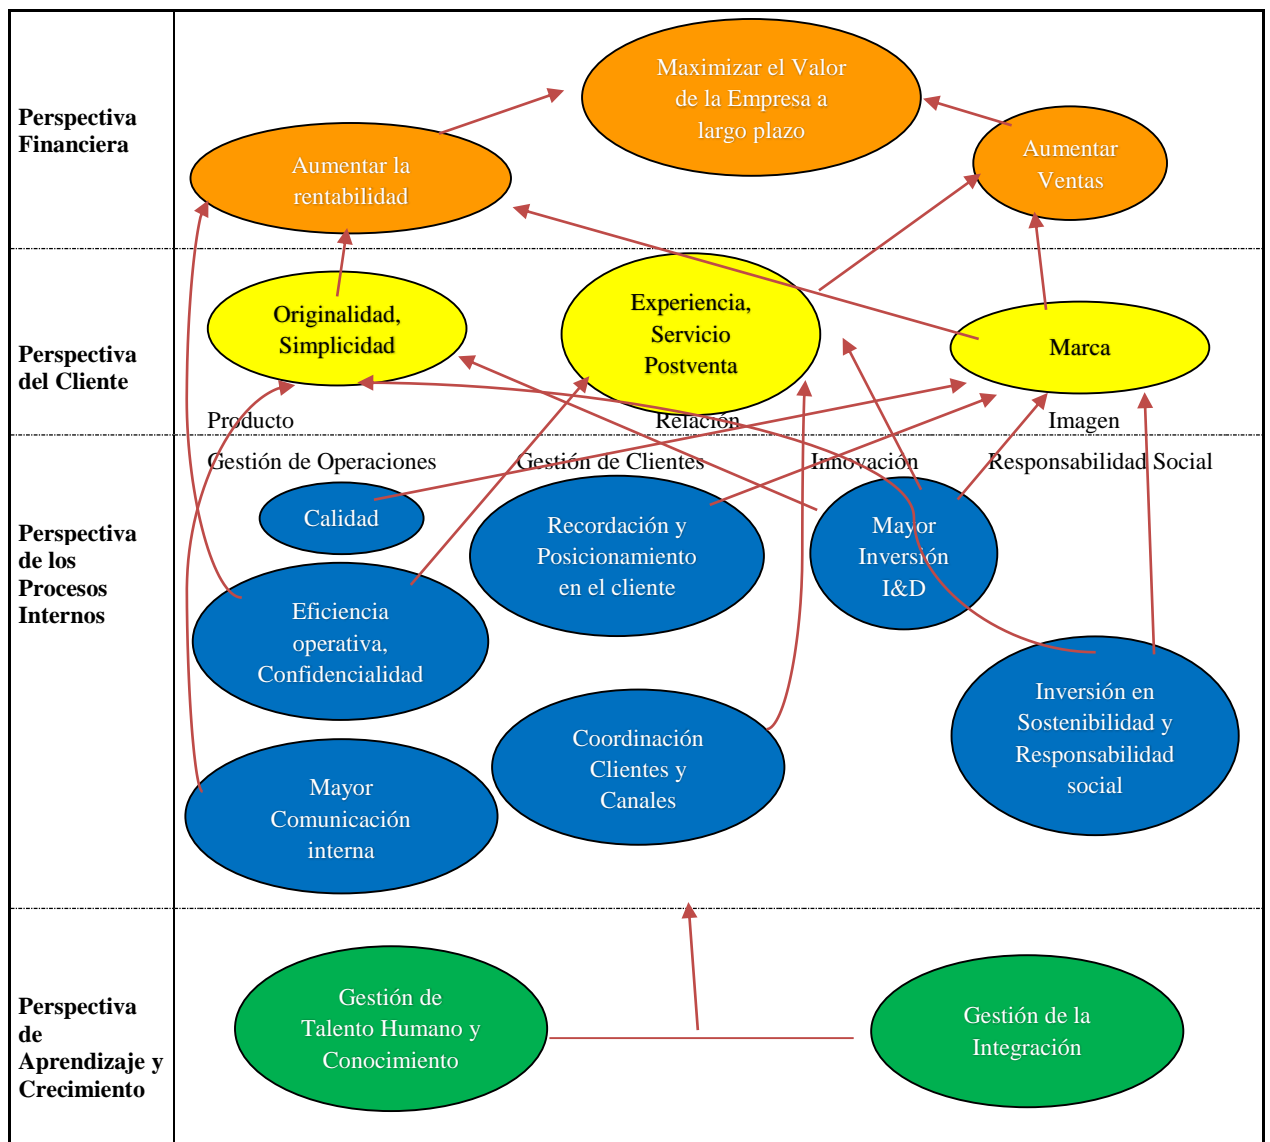 Perspectiva
Financiera
Maximizar el Valor
de la Empresa a
largo plazo
Aumentar la
rentabilidad
Aumentar
Ventas
Perspectiva
del Cliente
Originalidad,
Simplicidad
Experiencia,
Servicio
Postventa
Marca
Producto
Relación
Imagen
Perspectiva
de los
Procesos
Internos
Gestión de Operaciones
Gestión de Clientes
Innovación
Responsabilidad Social
Calidad
Recordación y
Posicionamiento
en el cliente
Mayor
Inversión
I&D
Eficiencia
operativa,
Confidencialidad
Inversión en
Sostenibilidad y
Responsabilidad
social
Coordinación
Clientes y
Canales
Mayor
Comunicación
interna
Perspectiva
de
Aprendizaje y
Crecimiento
Gestión de
Talento Humano y
Conocimiento
Gestión de la
Integración